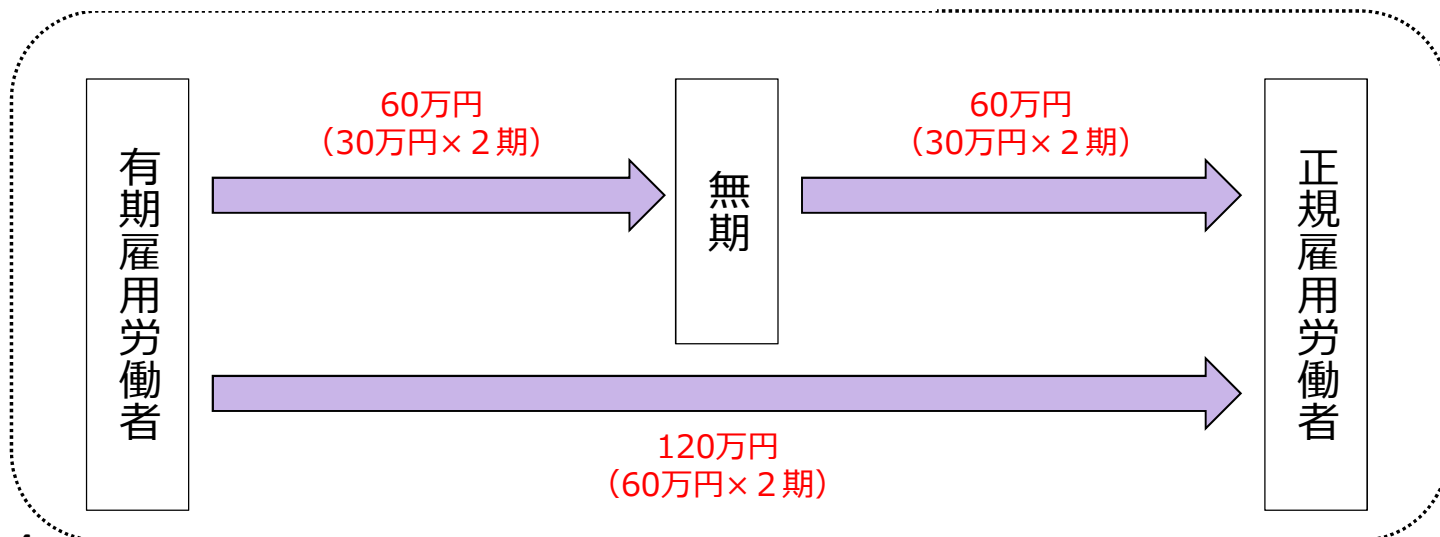 有期雇用労働者
60万円
（30万円×２期）
無期
60万円
（30万円×２期）
正規雇用労働者
120万円
（60万円×２期）